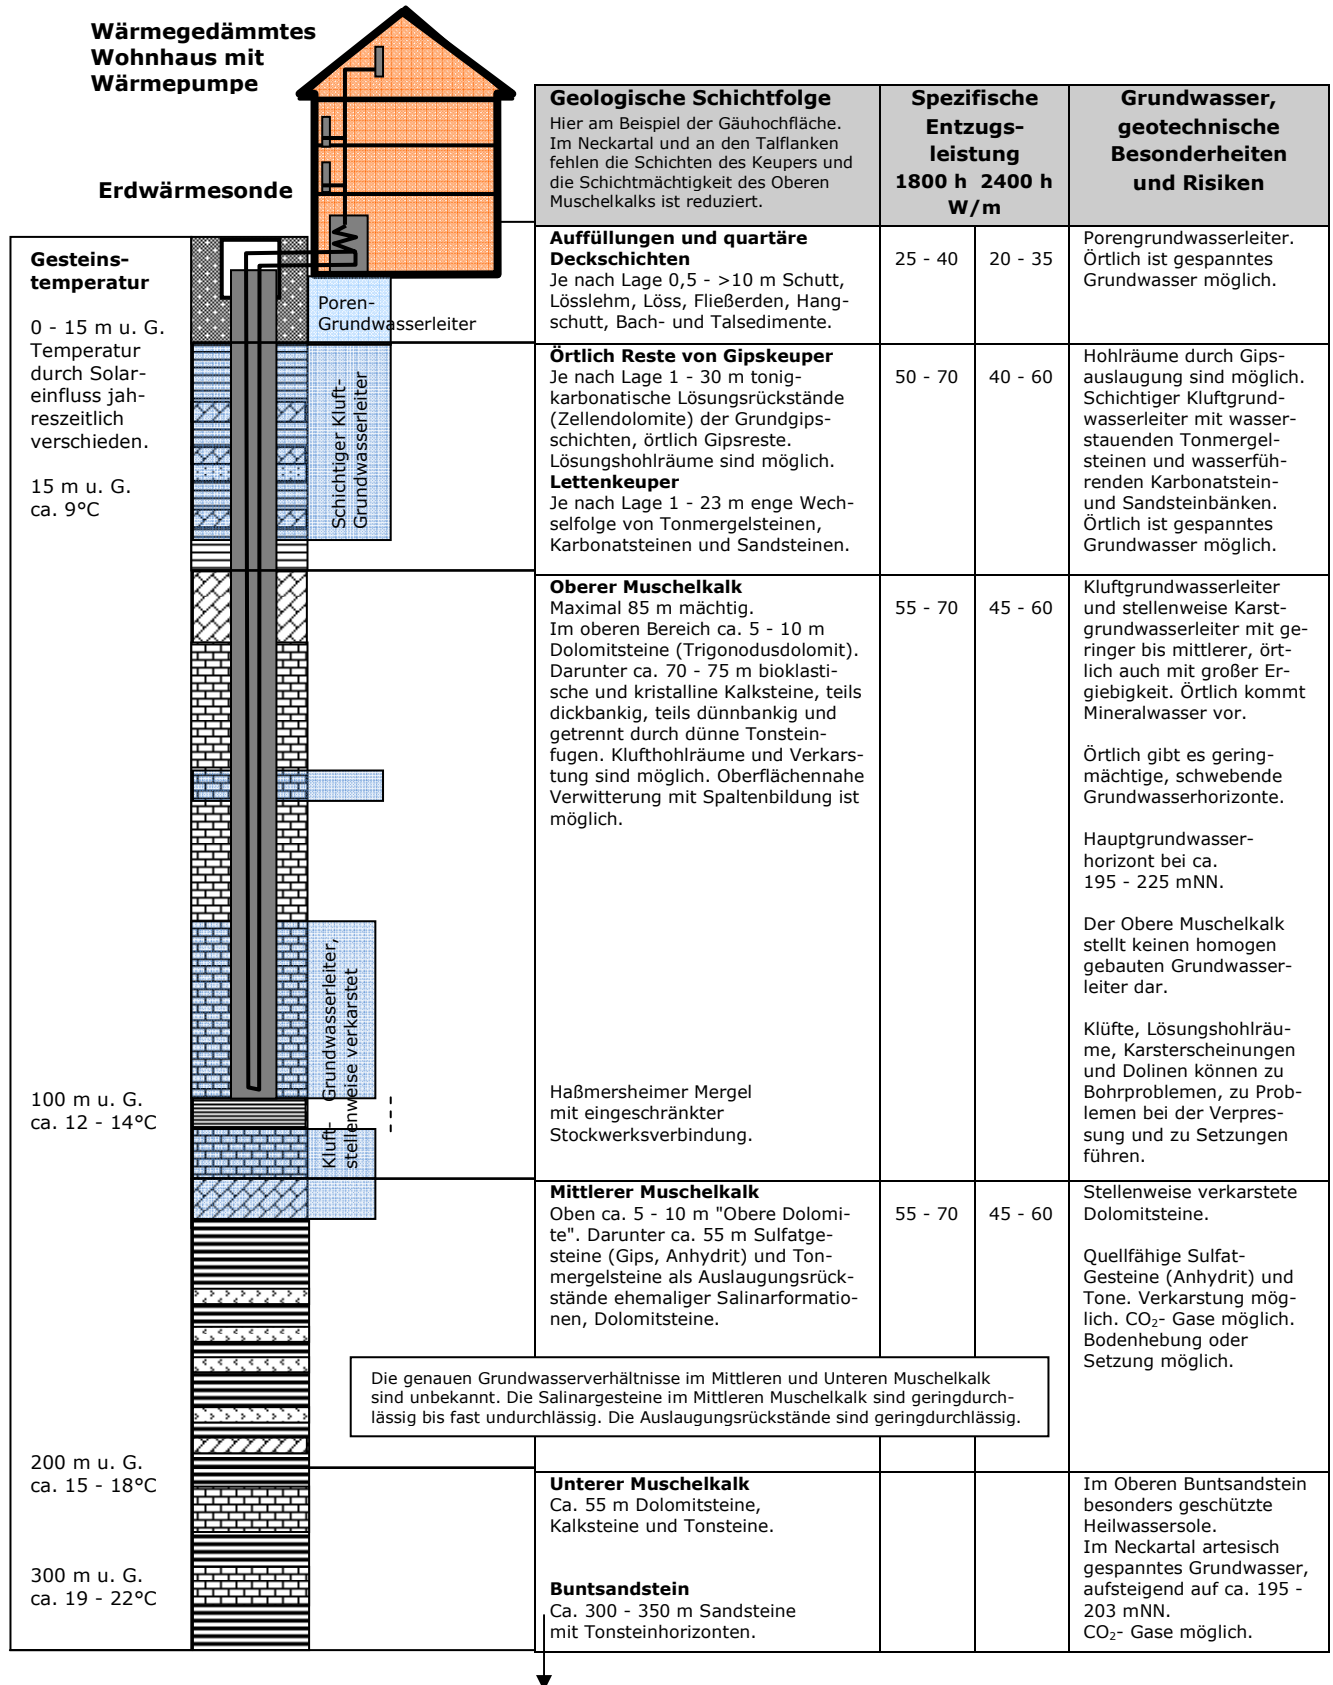 Wärmegedämmtes
Wohnhaus mit
Wärmepumpe
Erdwärmesonde
Gesteins-
temperatur
0 - 15 m u. G.
Temperatur
durch Solar-
einfluss jah-
reszeitlich
verschieden.
15 m u. G.
ca. 9°C
100 m u. G.
ca. 12 - 14°C
200 m u. G.
ca. 15 - 18°C
300 m u. G.
ca. 19 - 22°C
Poren-
Grundwasserleiter
Schichtiger Kluft-
Grundwasserleiter
Kluft- Grundwasserleiter,
stellenweise verkarstet
Geologische Schichtfolge
Hier am Beispiel der Gäuhochfläche.
Im Neckartal und an den Talflanken
fehlen die Schichten des Keupers und
die Schichtmächtigkeit des Oberen
Muschelkalks ist reduziert.
Spezifische
Entzugs-
leistung
1800 h 2400 h
W/m
Grundwasser,
geotechnische
Besonderheiten
und Risiken
Auffüllungen und quartäre
Deckschichten
Je nach Lage 0,5 - >10 m Schutt,
Lösslehm, Löss, Fließerden, Hang-
schutt, Bach- und Talsedimente.
25 - 40
20 - 35
Porengrundwasserleiter.
Örtlich ist gespanntes
Grundwasser möglich.
Örtlich Reste von Gipskeuper
Je nach Lage 1 - 30 m tonig-
karbonatische Lösungsrückstände
(Zellendolomite) der Grundgips-
schichten, örtlich Gipsreste.
Lösungshohlräume sind möglich.
Lettenkeuper
Je nach Lage 1 - 23 m enge Wech-
selfolge von Tonmergelsteinen,
Karbonatsteinen und Sandsteinen.
50 - 70
40 - 60
Hohlräume durch Gips-
auslaugung sind möglich.
Schichtiger Kluftgrund-
wasserleiter mit wasser-
stauenden Tonmergel-
steinen und wasserfüh-
renden Karbonatstein-
und Sandsteinbänken.
Örtlich ist gespanntes
Grundwasser möglich.
Oberer Muschelkalk
Maximal 85 m mächtig.
Im oberen Bereich ca. 5 - 10 m
Dolomitsteine (Trigonodusdolomit).
Darunter ca. 70 - 75 m bioklasti-
sche und kristalline Kalksteine, teils
dickbankig, teils dünnbankig und
getrennt durch dünne Tonstein-
fugen. Klufthohlräume und Verkars-
tung sind möglich. Oberflächennahe
Verwitterung mit Spaltenbildung ist
möglich.
Haßmersheimer Mergel
mit eingeschränkter
Stockwerksverbindung.
55 - 70
45 - 60
Kluftgrundwasserleiter
und stellenweise Karst-
grundwasserleiter mit ge-
ringer bis mittlerer, ört-
lich auch mit großer Er-
giebigkeit. Örtlich kommt
Mineralwasser vor.
Örtlich gibt es gering-
mächtige, schwebende
Grundwasserhorizonte.
Hauptgrundwasser-
horizont bei ca.
195 - 225 mNN.
Der Obere Muschelkalk
stellt keinen homogen
gebauten Grundwasser-
leiter dar.
Klüfte, Lösungshohlräu-
me, Karsterscheinungen
und Dolinen können zu
Bohrproblemen, zu Prob-
lemen bei der Verpres-
sung und zu Setzungen
führen.
Mittlerer Muschelkalk
Oben ca. 5 - 10 m "Obere Dolomi-
te". Darunter ca. 55 m Sulfatge-
steine (Gips, Anhydrit) und Ton-
mergelsteine als Auslaugungsrück-
stände ehemaliger Salinarformatio-
nen, Dolomitsteine.
55 - 70
45 - 60
Stellenweise verkarstete
Dolomitsteine.
Quellfähige Sulfat-
Gesteine (Anhydrit) und
Tone. Verkarstung mög-
lich. CO₂- Gase möglich.
Bodenhebung oder
Setzung möglich.
Die genauen Grundwasserverhältnisse im Mittleren und Unteren Muschelkalk
sind unbekannt. Die Salinargesteine im Mittleren Muschelkalk sind geringdurch-
lässig bis fast undurchlässig. Die Auslaugungsrückstände sind geringdurchlässig.
Unterer Muschelkalk
Ca. 55 m Dolomitsteine,
Kalksteine und Tonsteine.
Buntsandstein
Ca. 300 - 350 m Sandsteine
mit Tonsteinhorizonten.
Im Oberen Buntsandstein
besonders geschützte
Heilwassersole.
Im Neckartal artesisch
gespanntes Grundwasser,
aufsteigend auf ca. 195 -
203 mNN.
CO₂- Gase möglich.